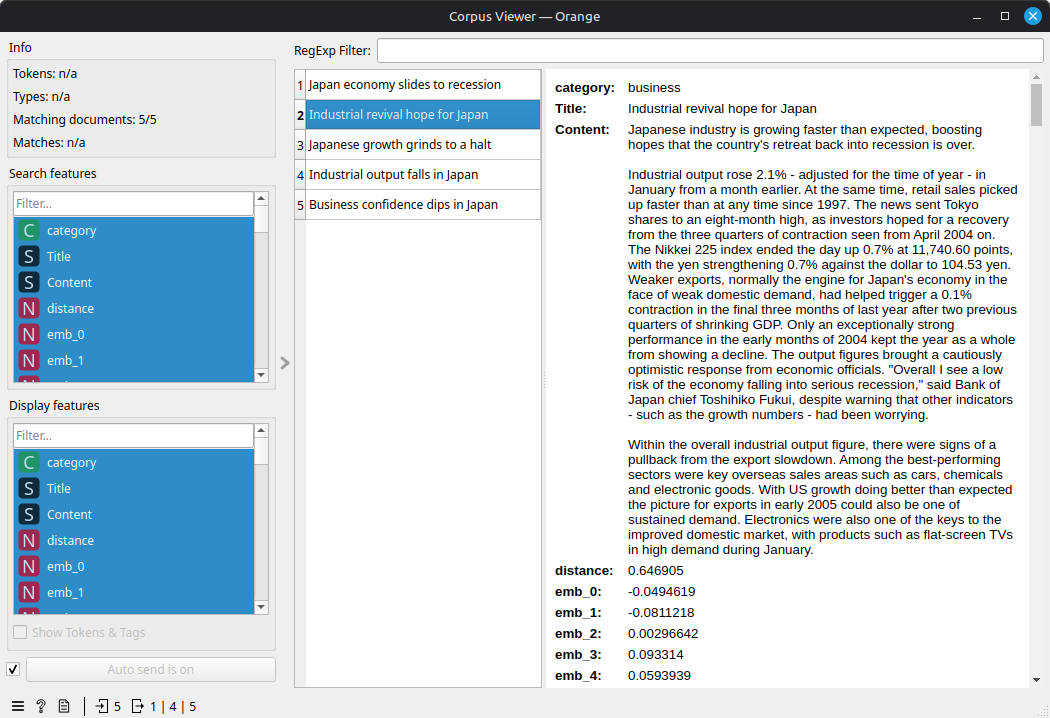 Corpus Viewer — Orange
Info
Tokens: n/a
Types: n/a
Matching documents: 5/5
Matches: n/a
Search features
Filter...
C category
S Title
S Content
N distance
N emb_0
N emb_1
Display features
Filter...
C category
S Title
S Content
N distance
N emb_0
N emb_1
Show Tokens & Tags
Auto send is on
5 1 | 4 | 5
RegExp Filter:
1 Japan economy slides to recession
2 Industrial revival hope for Japan
3 Japanese growth grinds to a halt
4 Industrial output falls in Japan
5 Business confidence dips in Japan
category: business
Title: Industrial revival hope for Japan
Content: Japanese industry is growing faster than expected, boosting
hopes that the country's retreat back into recession is over.
Industrial output rose 2.1% - adjusted for the time of year - in
January from a month earlier. At the same time, retail sales picked
up faster than at any time since 1997. The news sent Tokyo
shares to an eight-month high, as investors hoped for a recovery
from the three quarters of contraction seen from April 2004 on.
The Nikkei 225 index ended the day up 0.7% at 11,740.60 points,
with the yen strengthening 0.7% against the dollar to 104.53 yen.
Weaker exports, normally the engine for Japan's economy in the
face of weak domestic demand, had helped trigger a 0.1%
contraction in the final three months of last year after two previous
quarters of shrinking GDP. Only an exceptionally strong
performance in the early months of 2004 kept the year as a whole
from showing a decline. The output figures brought a cautiously
optimistic response from economic officials. "Overall I see a low
risk of the economy falling into serious recession," said Bank of
Japan chief Toshihiko Fukui, despite warning that other indicators
- such as the growth numbers - had been worrying.
Within the overall industrial output figure, there were signs of a
pullback from the export slowdown. Among the best-performing
sectors were key overseas sales areas such as cars, chemicals
and electronic goods. With US growth doing better than expected
the picture for exports in early 2005 could also be one of
sustained demand. Electronics were also one of the keys to the
improved domestic market, with products such as flat-screen TVs
in high demand during January.
distance: 0.646905
emb_0: -0.0494619
emb_1: -0.0811218
emb_2: 0.00296642
emb_3: 0.093314
emb_4: 0.0593939